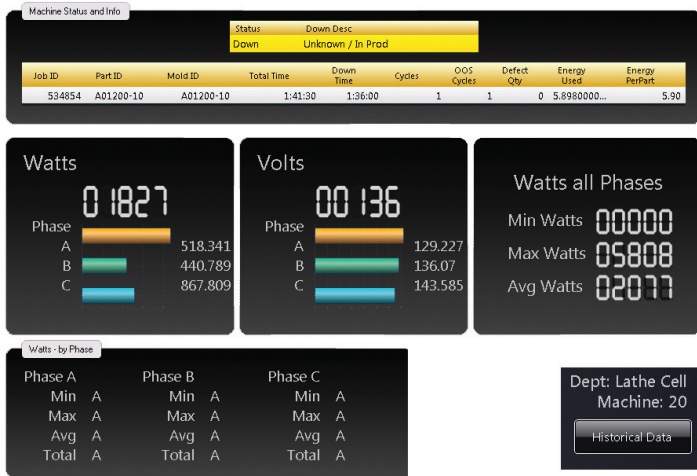 Machine Status and Info
Status Down Desc
Down Unknown / In Prod
Job ID Part ID Mold ID Total Time Down Time Cycles OOS Cycles Defect Qty Energy Used Energy PerPart
534854 A01200-10 A01200-10 1:41:30 1:36:00 1 1 0 5.8980000... 5.90
Watts
01827
Phase
A 518.341
B 440.789
C 867.809
Volts
00136
Phase
A 129.227
B 136.07
C 143.585
Watts all Phases
Min Watts 00000
Max Watts 05808
Avg Watts 02077
Watts - by Phase
Phase A Phase B Phase C
Min A Min A Min A
Max A Max A Max A
Avg A Avg A Avg A
Total A Total A Total A
Dept: Lathe Cell
Machine: 20
Historical Data